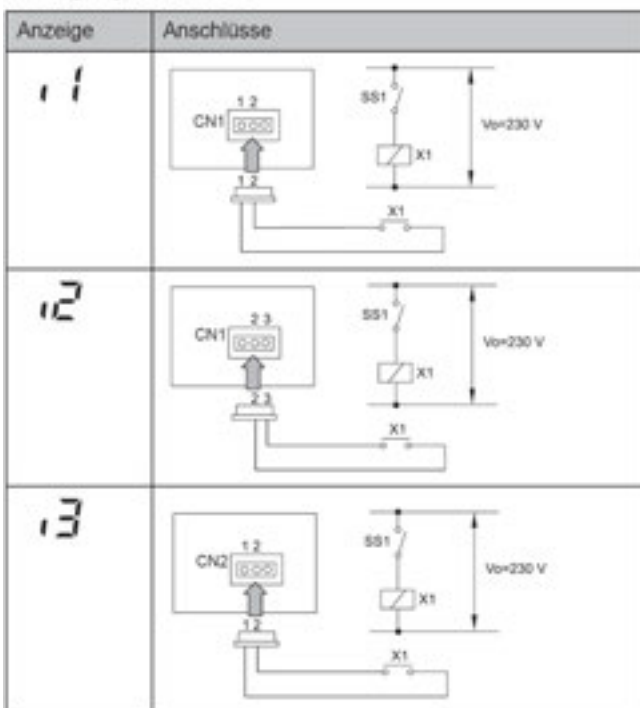 Anzeige Anschlüsse
i1
1 2
CN1
1 2
SS1
X1
Vo=230 V
X1
i2
2 3
CN1
2 3
SS1
X1
Vo=230 V
X1
i3
1 2
CN2
1 2
SS1
X1
Vo=230 V
X1